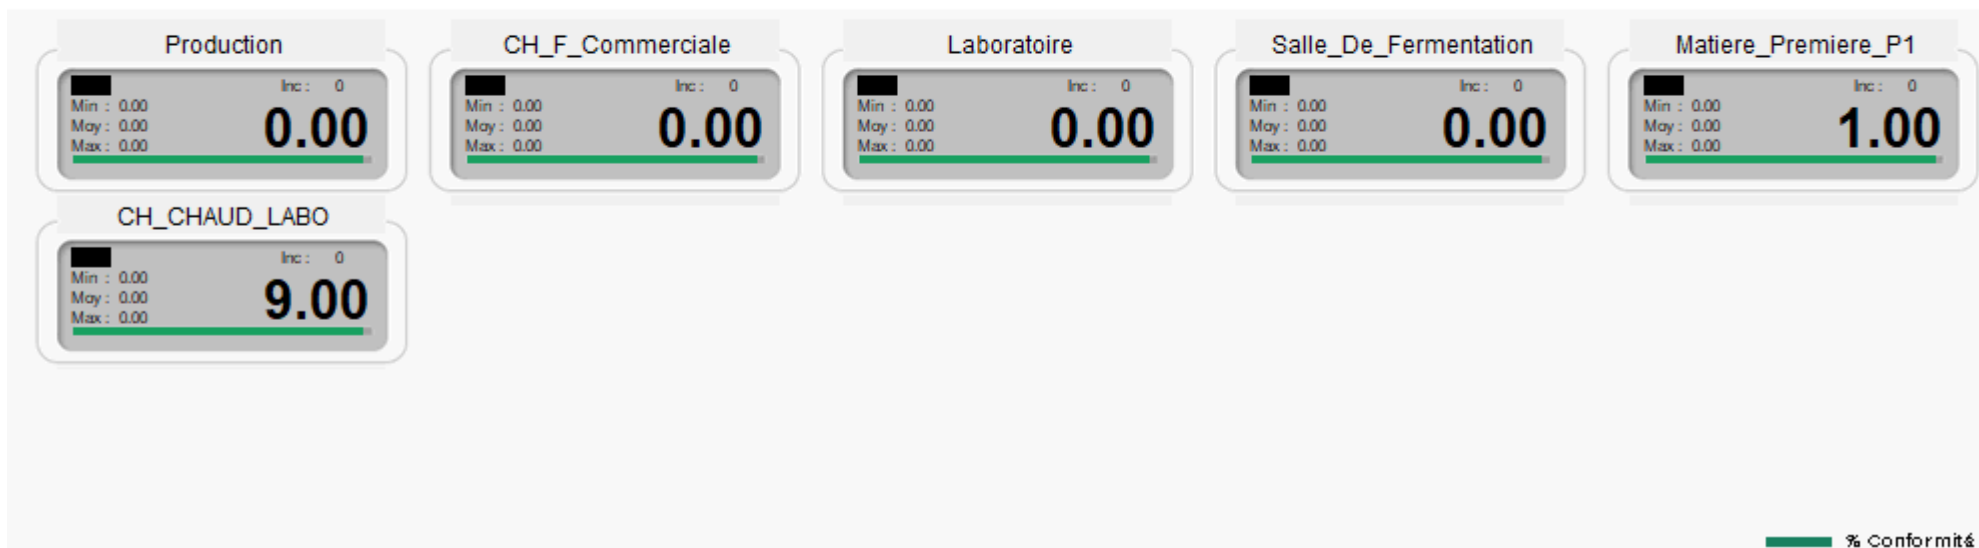 Production
Inc : 0
Min : 0.00
Moy : 0.00
Max : 0.00
0.00
CH_F_Commerciale
Inc : 0
Min : 0.00
Moy : 0.00
Max : 0.00
0.00
Laboratoire
Inc : 0
Min : 0.00
Moy : 0.00
Max : 0.00
0.00
Salle_De_Fermentation
Inc : 0
Min : 0.00
Moy : 0.00
Max : 0.00
0.00
Matiere_Premiere_P1
Inc : 0
Min : 0.00
Moy : 0.00
Max : 0.00
1.00
CH_CHAUD_LABO
Inc : 0
Min : 0.00
Moy : 0.00
Max : 0.00
9.00
% Conformité